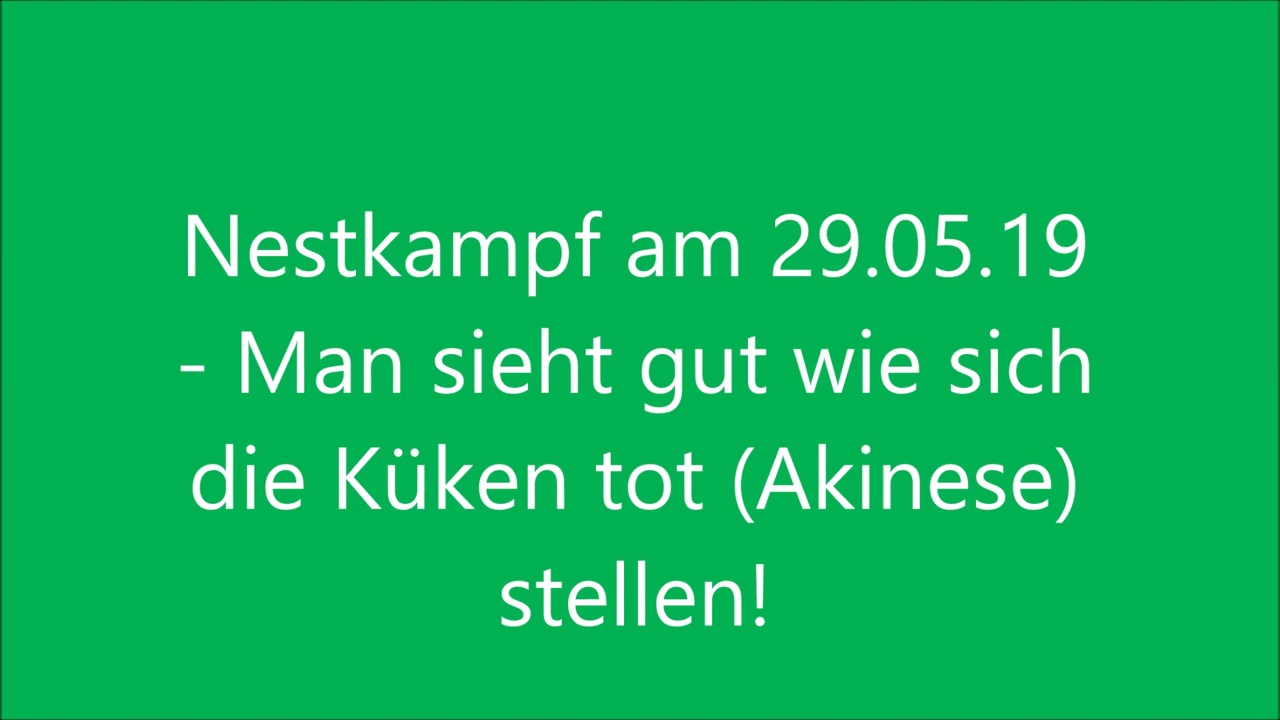 Nestkampf am 29.05.19
- Man sieht gut wie sich
die Küken tot (Akinese)
stellen!